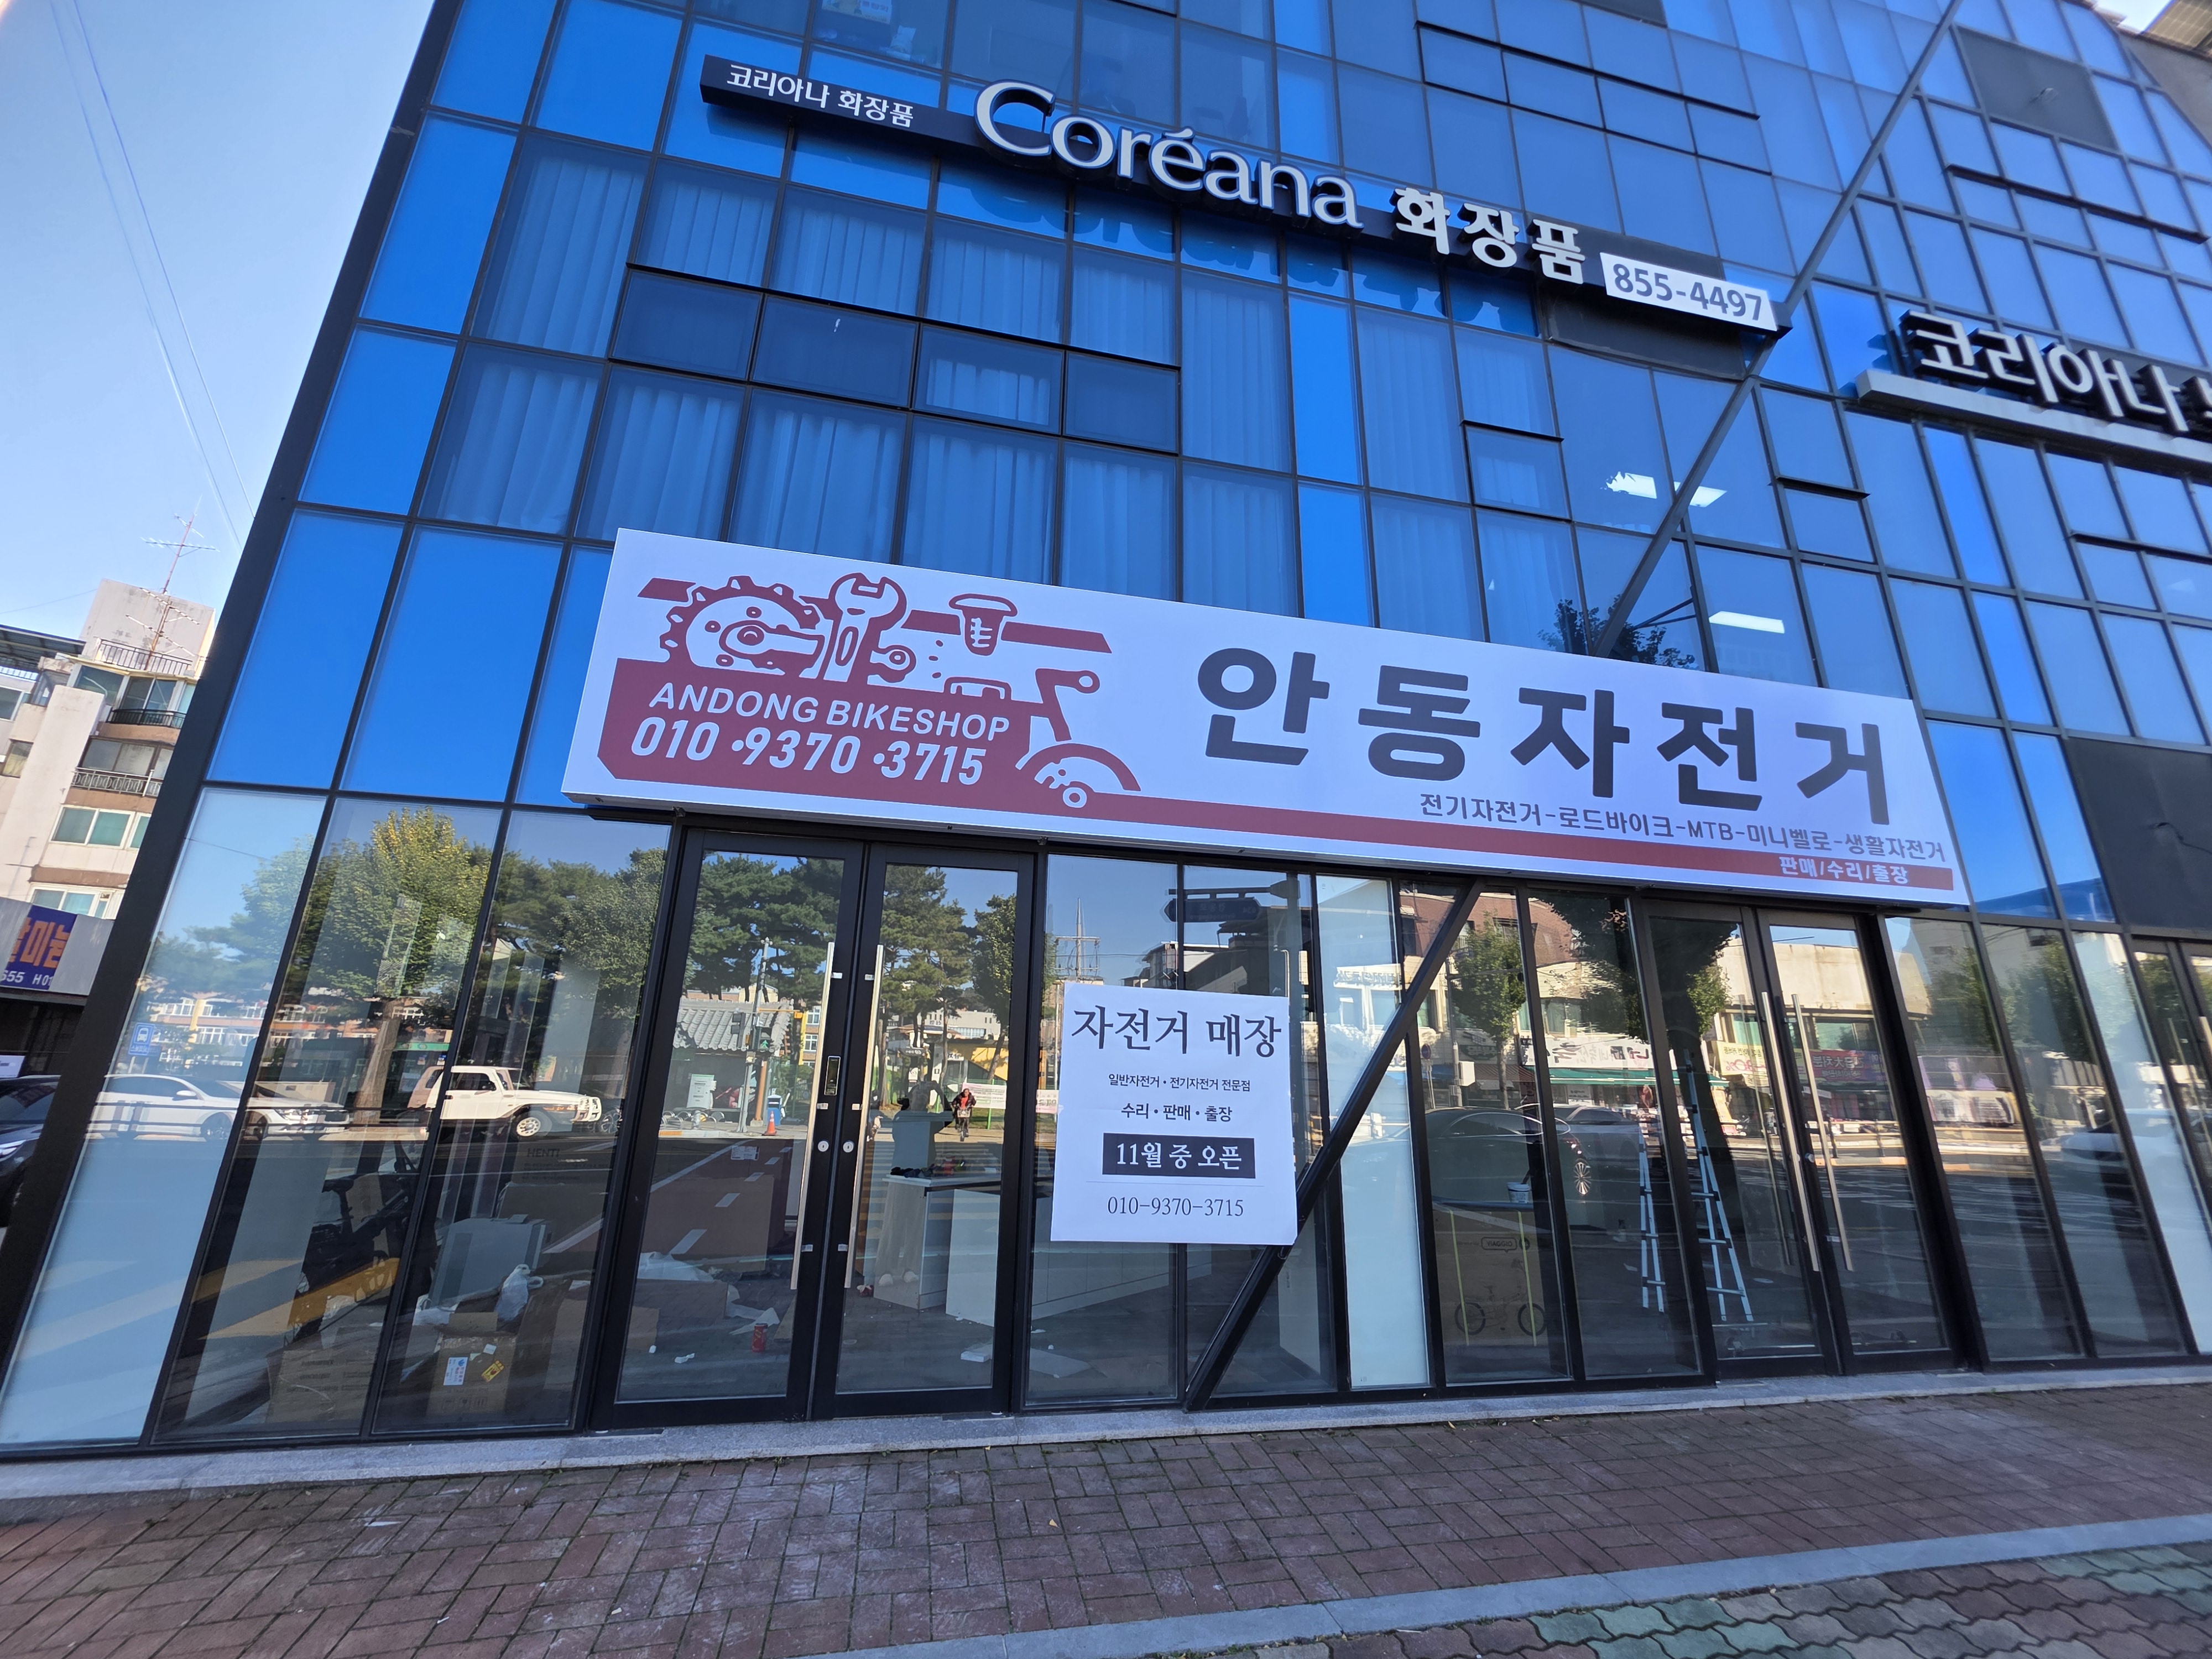 코리아나 화장품
Coréana 화장품
855-4497
코리아나
ANDONG BIKESHOP
010·9370·3715
안동자전거
전기자전거-로드바이크-MTB-미니벨로-생활자전거
판매/수리/출장
자전거 매장
일반자전거·전기자전거 전문점
수리·판매·출장
11월 중 오픈
010-9370-3715